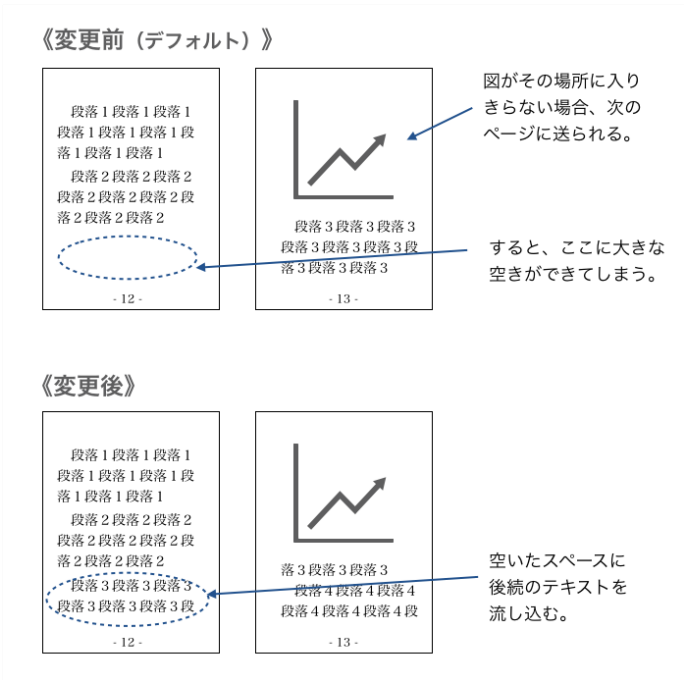 《変更前（デフォルト）》
段落１段落１段落１
段落１段落１段落１段
落１段落１段落１
段落２段落２段落２
段落２段落２段落２段
落２段落２段落２
- 12 -
段落３段落３段落３
段落３段落３段落３段
落３段落３段落３
- 13 -
図がその場所に入り
きらない場合、次の
ページに送られる。
すると、ここに大きな
空きができてしまう。
《変更後》
段落１段落１段落１
段落１段落１段落１段
落１段落１段落１
段落２段落２段落２
段落２段落２段落２段
落２段落２段落２
段落３段落３段落３
段落３段落３段落３段
- 12 -
落３段落３段落３
段落４段落４段落４
段落４段落４段落４段
- 13 -
空いたスペースに
後続のテキストを
流し込む。